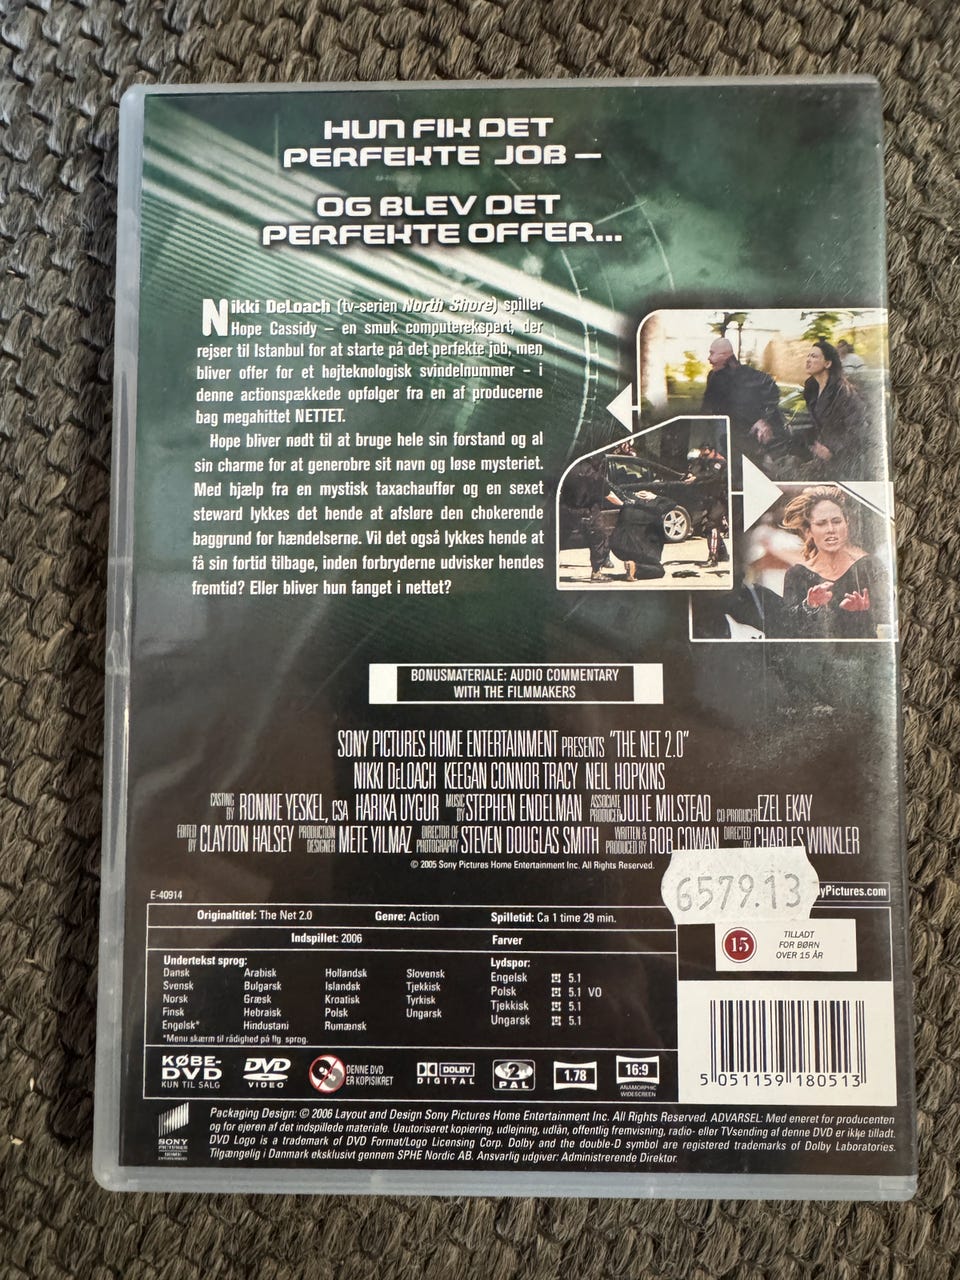 HUN FIK DET
PERFEKTE JOB –
OG BLEV DET
PERFEKTE OFFER...
Nikki DeLoach (tv-serien North Shore) spiller
Hope Cassidy – en smuk computerekspert, der
rejser til Istanbul for at starte på det perfekte job, men
bliver offer for et højteknologisk svindelnummer – i
denne actionspækkede opfølger fra en af producerne
bag megahittet NETTET.
Hope bliver nødt til at bruge hele sin forstand og al
sin charme for at generobre sit navn og løse mysteriet.
Med hjælp fra en mystisk taxachauffør og en sexet
steward lykkes det hende at afsløre den chokerende
baggrund for hændelserne. Vil det også lykkes hende at
få sin fortid tilbage, inden forbryderne udvisker hendes
fremtid? Eller bliver hun fanget i nettet?
BONUSMATERIALE: AUDIO COMMENTARY
WITH THE FILMMAKERS
SONY PICTURES HOME ENTERTAINMENT PRESENTS "THE NET 2.0"
NIKKI DELOACH KEEGAN CONNOR TRACY NEIL HOPKINS
CASTING BY RONNIE YESKEL, CSA HARIKA UYGUR MUSIC BY STEPHEN ENDELMAN ASSOCIATE PRODUCER JULIE MILSTEAD CO PRODUCER EZEL EKAY
EDITED BY CLAYTON HALSEY PRODUCTION DESIGNER METE YILMAZ DIRECTOR OF PHOTOGRAPHY STEVEN DOUGLAS SMITH WRITTEN & PRODUCED BY ROB COWAN DIRECTED BY CHARLES WINKLER
© 2005 Sony Pictures Home Entertainment Inc. All Rights Reserved.
6579.13
yPictures.com
E-40914
Originaltitel: The Net 2.0 Genre: Action Spilletid: Ca 1 time 29 min.
Indspillet: 2006 Farver
15 TILLADT
FOR BØRN
OVER 15 ÅR
Undertekst sprog:
Dansk Arabisk Hollandsk Slovensk
Svensk Bulgarsk Islandsk Tjekkisk
Norsk Græsk Kroatisk Tyrkisk
Finsk Hebraisk Polsk Ungarsk
Engelsk* Hindustani Rumænsk
*Menu skærm til rådighed på flg. sprog.
Lydspor:
Engelsk 5.1
Polsk 5.1 VO
Tjekkisk 5.1
Ungarsk 5.1
KØBE-
DVD
KUN TIL SALG
DVD
VIDEO
DENNE DVD
ER KOPISIKRET
DOLBY
DIGITAL
2
PAL
1.78
16:9
ANAMORPHIC
WIDESCREEN
5 051159 180513
SONY
PICTURES
HOME
ENTERTAINMENT
Packaging Design: © 2006 Layout and Design Sony Pictures Home Entertainment Inc. All Rights Reserved. ADVARSEL: Med eneret for producenten
og for ejeren af det indspillede materiale. Uautoriseret kopiering, udlejning, udlån, offentlig fremvisning, radio- eller TVsending af denne DVD er ikke tilladt.
DVD Logo is a trademark of DVD Format/Logo Licensing Corp. Dolby and the double-D symbol are registered trademarks of Dolby Laboratories.
Tilgængelig i Danmark eksklusivt gennem SPHE Nordic AB. Ansvarlig udgiver: Administrerende Direktør.